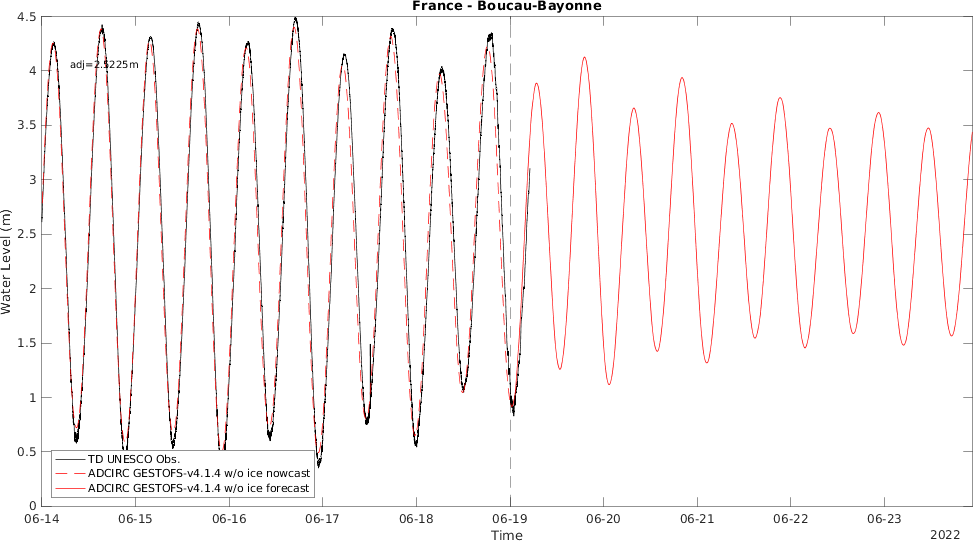 France - Boucau-Bayonne
4.5
4
3.5
3
2.5
2
1.5
1
0.5
0
Water Level (m)
adj=2.5225m
TD UNESCO Obs.
ADCIRC GESTOFS-v4.1.4 w/o ice nowcast
ADCIRC GESTOFS-v4.1.4 w/o ice forecast
06-14 06-15 06-16 06-17 06-18 06-19 06-20 06-21 06-22 06-23
Time
2022